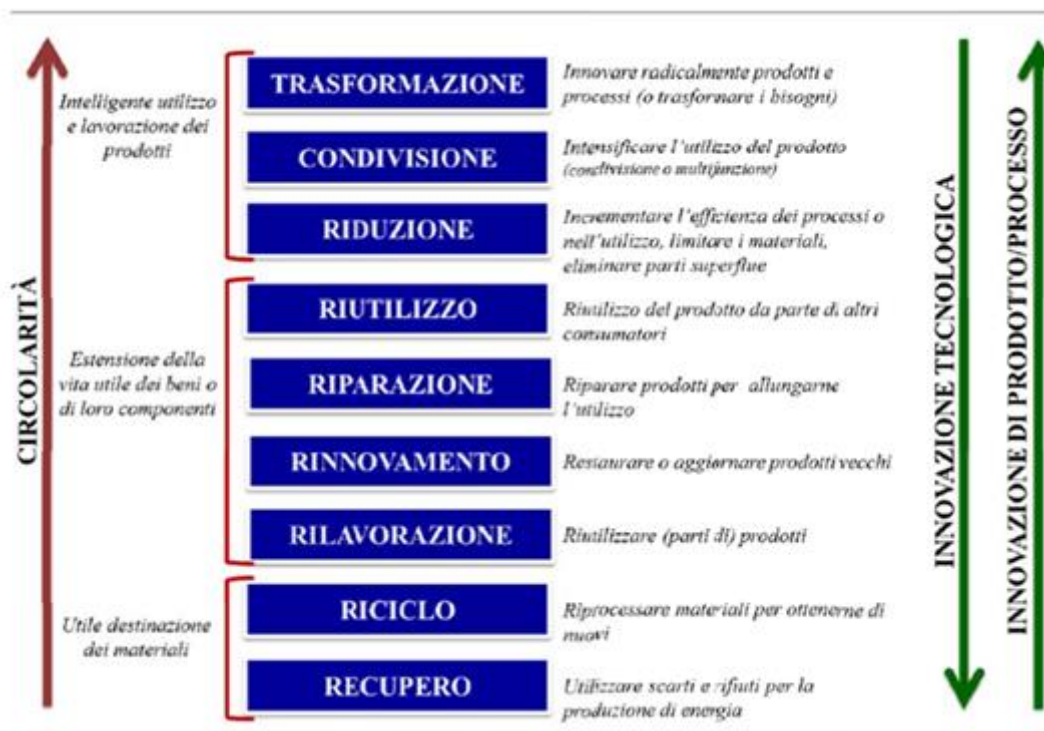 CIRCOLARITÀ
Intelligente utilizzo
e lavorazione dei
prodotti
TRASFORMAZIONE
Innovare radicalmente prodotti e
processi (o trasformare i bisogni)
CONDIVISIONE
Intensificare l'utilizzo del prodotto
(condivisione o multifunzione)
RIDUZIONE
Incrementare l'efficienza dei processi o
nell'utilizzo, limitare i materiali,
eliminare parti superflue
Estensione della
vita utile dei beni o
di loro componenti
RIUTILIZZO
Riutilizzo del prodotto da parte di altri
consumatori
RIPARAZIONE
Riparare prodotti per allungarne
l'utilizzo
RINNOVAMENTO
Restaurare o aggiornare prodotti vecchi
RILAVORAZIONE
Riutilizzare (parti di) prodotti
Utile destinazione
dei materiali
RICICLO
Riprocessare materiali per ottenerne di
nuovi
RECUPERO
Utilizzare scarti e rifiuti per la
produzione di energia
INNOVAZIONE TECNOLOGICA
INNOVAZIONE DI PRODOTTO/PROCESSO